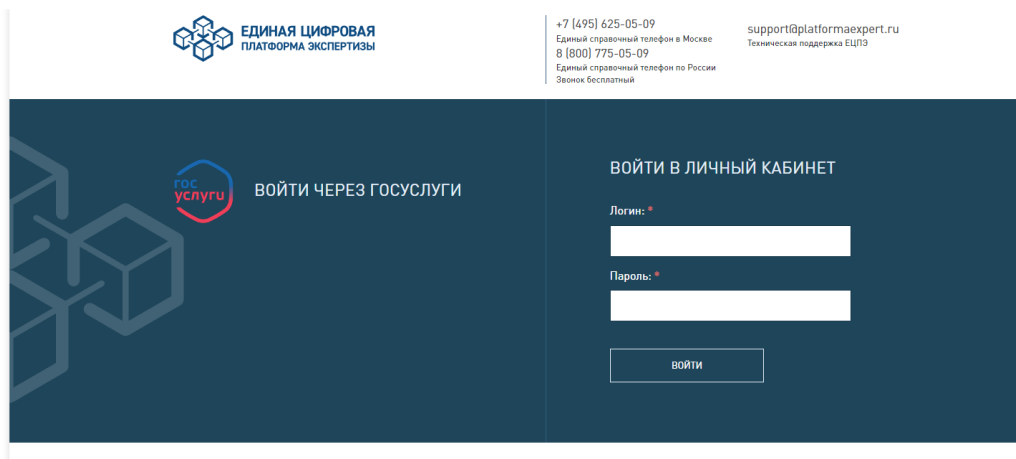 ЕДИНАЯ ЦИФРОВАЯ
ПЛАТФОРМА ЭКСПЕРТИЗЫ
+7 (495) 625-05-09
Единый справочный телефон в Москве
8 (800) 775-05-09
Единый справочный телефон по России
Звонок бесплатный
support@platformaexpert.ru
Техническая поддержка ЕЦПЭ
гос
услуги
ВОЙТИ ЧЕРЕЗ ГОСУСЛУГИ
ВОЙТИ В ЛИЧНЫЙ КАБИНЕТ
Логин: *
Пароль: *
ВОЙТИ